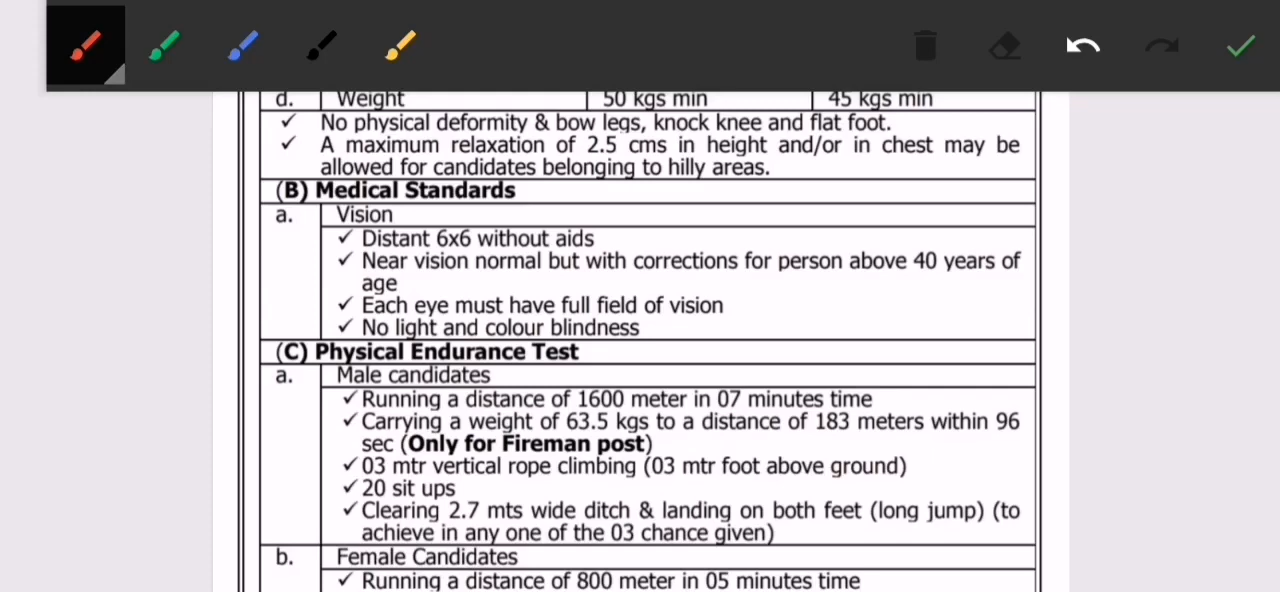 d. Weight 50 kgs min 45 kgs min
✓ No physical deformity & bow legs, knock knee and flat foot.
✓ A maximum relaxation of 2.5 cms in height and/or in chest may
allowed for candidates belonging to hilly areas.
(B) Medical Standards
a. Vision
✓ Distant 6x6 without aids
✓ Near vision normal but with corrections for person above 40 years of
age
✓ Each eye must have full field of vision
✓ No light and colour blindness
(C) Physical Endurance Test
a. Male candidates
✓ Running a distance of 1600 meter in 07 minutes time
✓ Carrying a weight of 63.5 kgs to a distance of 183 meters within 96
sec (Only for Fireman post)
✓ 03 mtr vertical rope climbing (03 mtr foot above ground)
✓ 20 sit ups
✓ Clearing 2.7 mts wide ditch & landing on both feet (long jump) (to
achieve in any one of the 03 chance given)
b. Female Candidates
✓ Running a distance of 800 meter in 05 minutes time